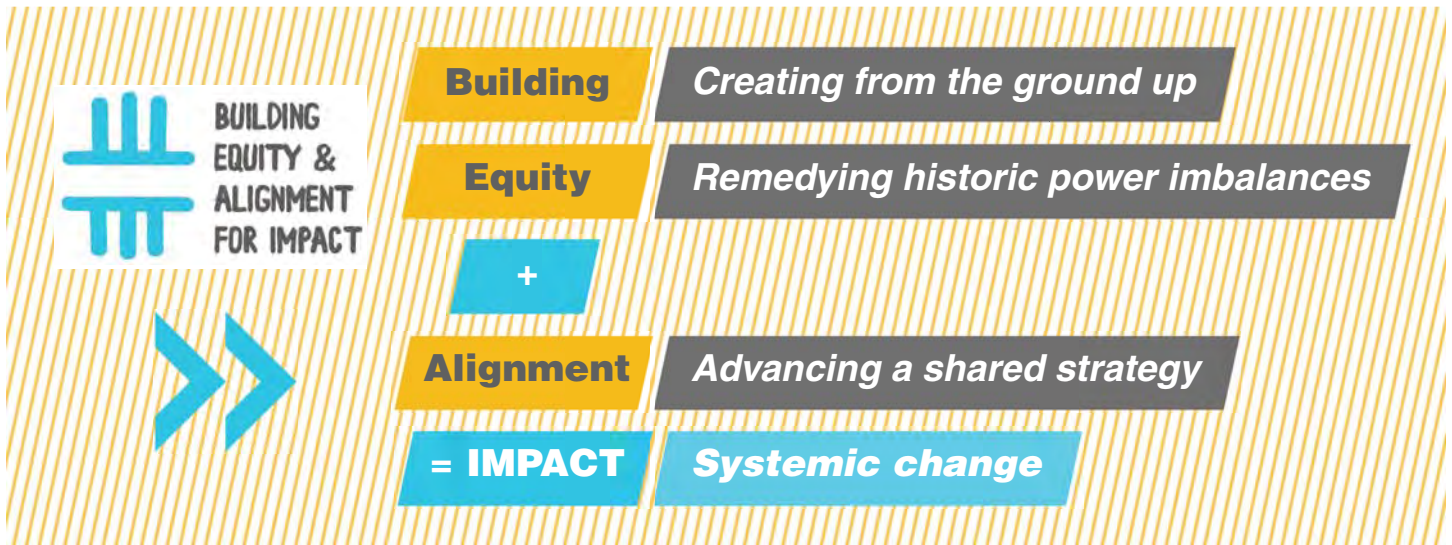 BUILDING
EQUITY &
ALIGNMENT
FOR IMPACT
Building Creating from the ground up
Equity Remedying historic power imbalances
+
Alignment Advancing a shared strategy
= IMPACT Systemic change